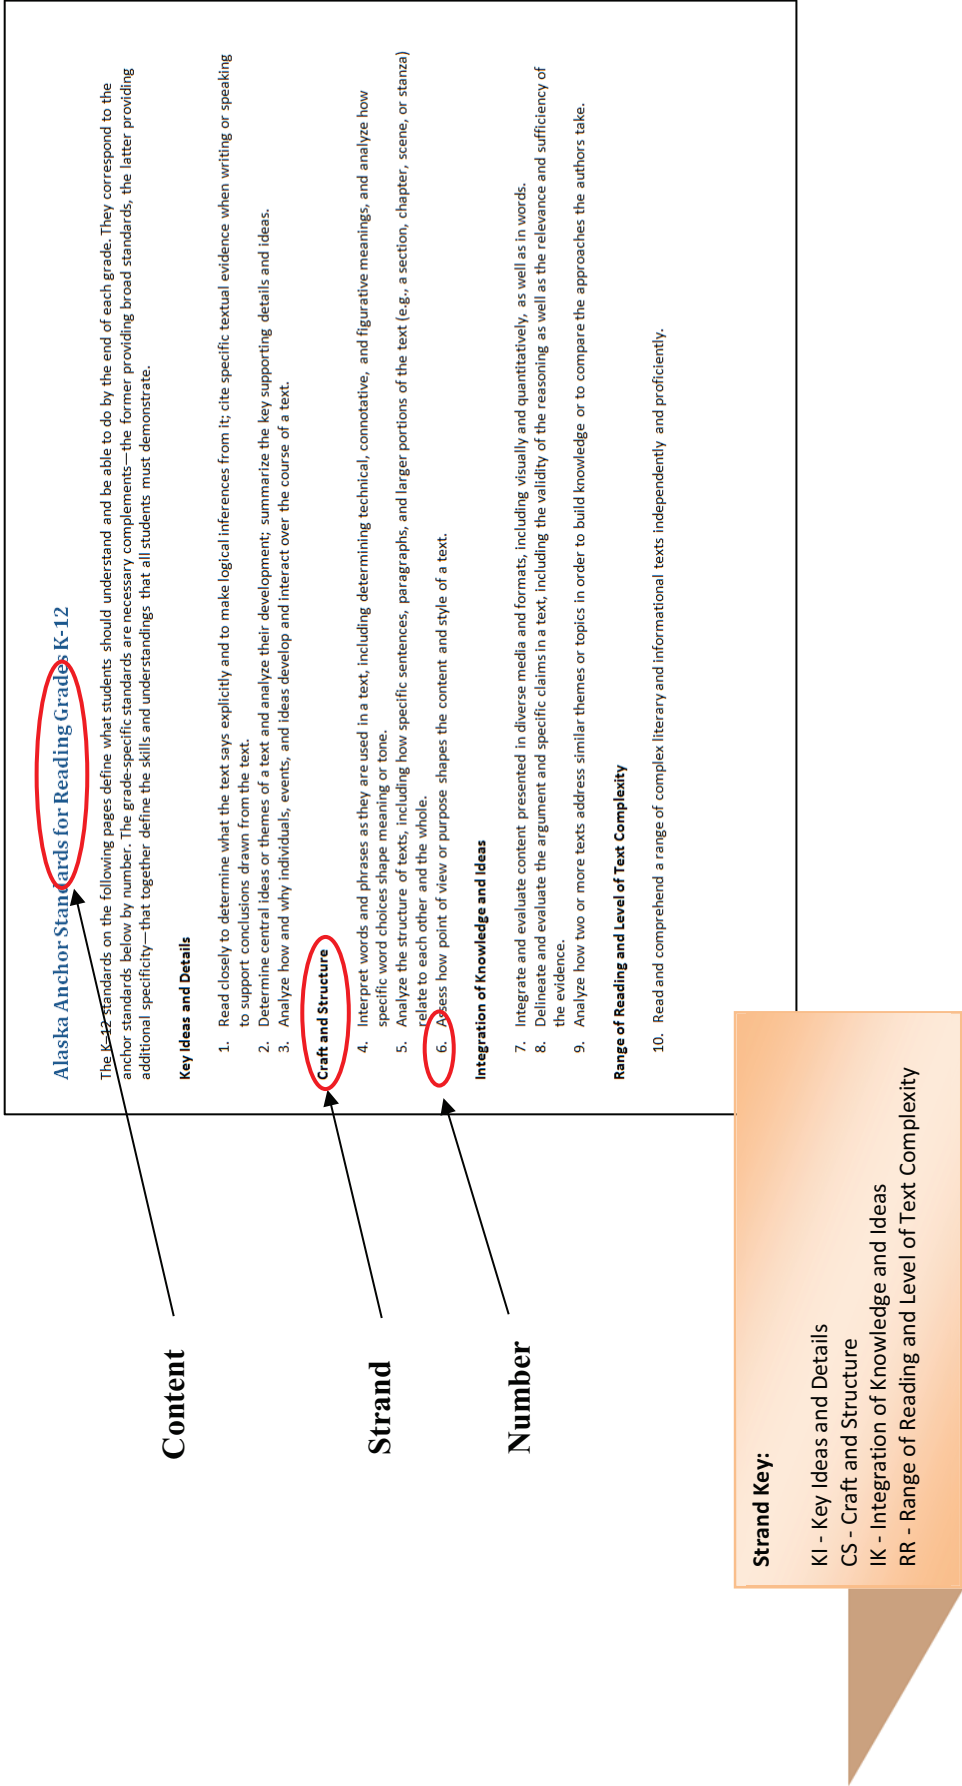 Alaska Anchor Standards for Reading Grades K-12
The K–12 standards on the following pages define what students should understand and be able to do by the end of each grade. They correspond to the
anchor standards below by number. The grade-specific standards are necessary complements—the former providing broad standards, the latter providing
additional specificity—that together define the skills and understandings that all students must demonstrate.
Key Ideas and Details
1. Read closely to determine what the text says explicitly and to make logical inferences from it; cite specific textual evidence when writing or speaking
to support conclusions drawn from the text.
2. Determine central ideas or themes of a text and analyze their development; summarize the key supporting details and ideas.
3. Analyze how and why individuals, events, and ideas develop and interact over the course of a text.
Craft and Structure
4. Interpret words and phrases as they are used in a text, including determining technical, connotative, and figurative meanings, and analyze how
specific word choices shape meaning or tone.
5. Analyze the structure of texts, including how specific sentences, paragraphs, and larger portions of the text (e.g., a section, chapter, scene, or stanza)
relate to each other and the whole.
6. Assess how point of view or purpose shapes the content and style of a text.
Integration of Knowledge and Ideas
7. Integrate and evaluate content presented in diverse media and formats, including visually and quantitatively, as well as in words.
8. Delineate and evaluate the argument and specific claims in a text, including the validity of the reasoning as well as the relevance and sufficiency of
the evidence.
9. Analyze how two or more texts address similar themes or topics in order to build knowledge or to compare the approaches the authors take.
Range of Reading and Level of Text Complexity
10. Read and comprehend a range of complex literary and informational texts independently and proficiently.
Content
Strand
Number
Strand Key:
KI - Key Ideas and Details
CS - Craft and Structure
IK - Integration of Knowledge and Ideas
RR - Range of Reading and Level of Text Complexity